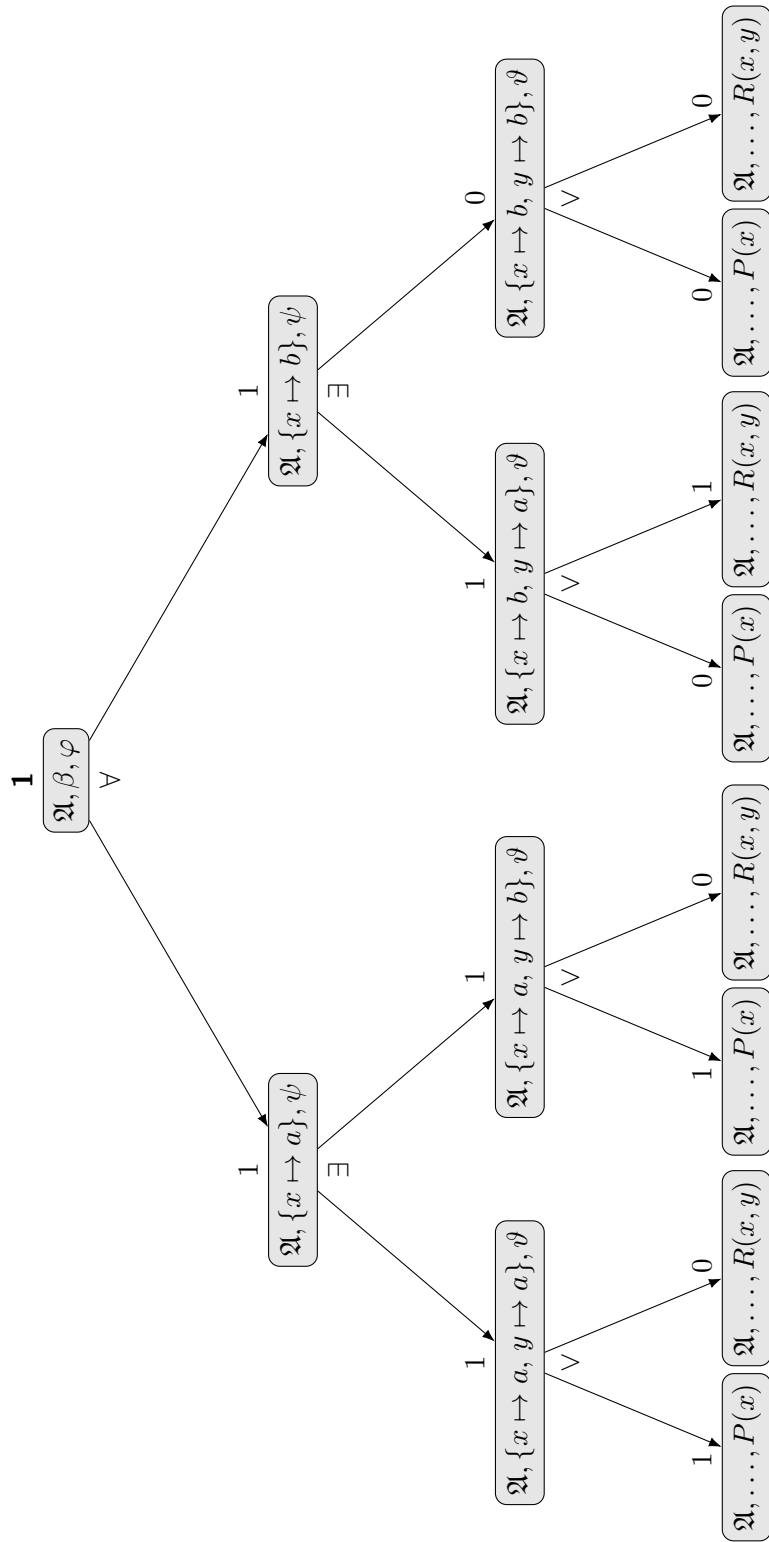 1
𝔄, β, φ
∀
1 1
𝔄, {x ↦ a}, ψ 𝔄, {x ↦ b}, ψ
∃ ∃
1 1 1 0
𝔄, {x ↦ a, y ↦ a}, ϑ 𝔄, {x ↦ a, y ↦ b}, ϑ 𝔄, {x ↦ b, y ↦ a}, ϑ 𝔄, {x ↦ b, y ↦ b}, ϑ
∨ ∨ ∨ ∨
1 0 1 0 0 1 0 0
𝔄, …, P(x) 𝔄, …, R(x, y) 𝔄, …, P(x) 𝔄, …, R(x, y) 𝔄, …, P(x) 𝔄, …, R(x, y) 𝔄, …, P(x) 𝔄, …, R(x, y)